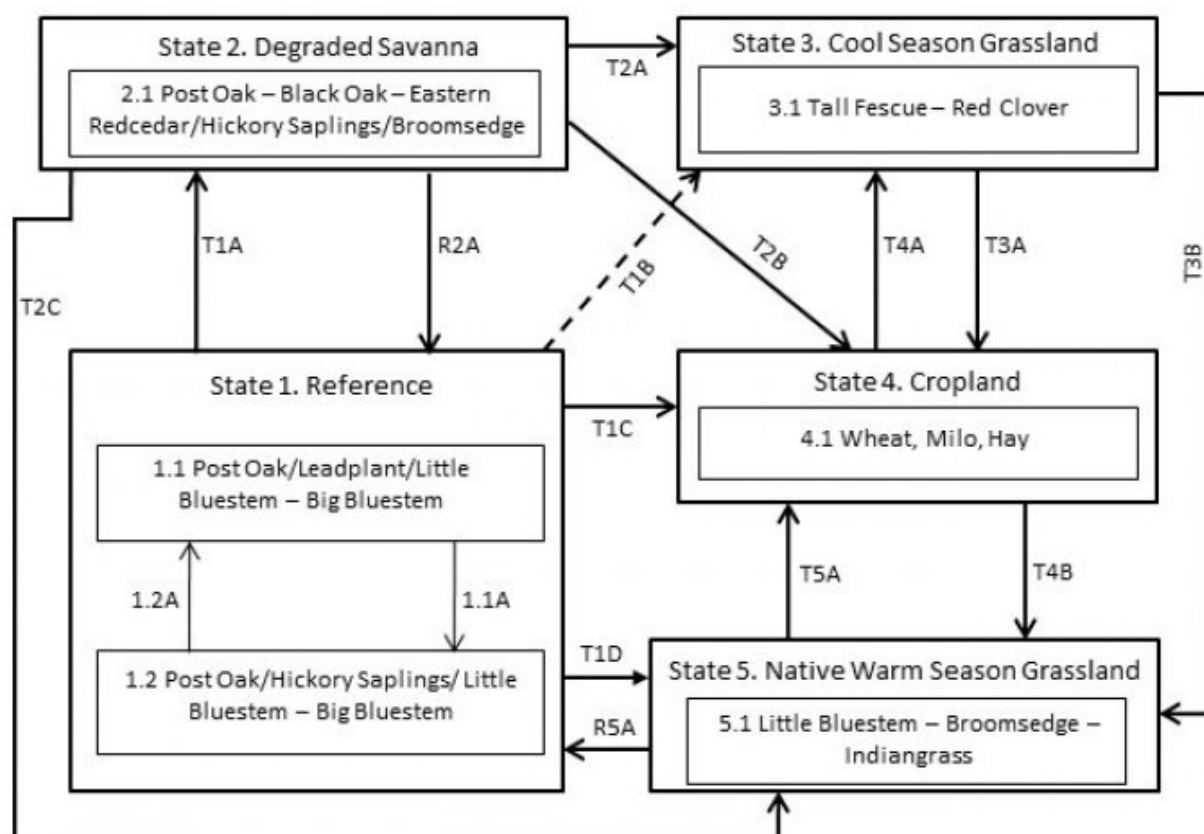 State 2. Degraded Savanna
2.1 Post Oak – Black Oak – Eastern
Redcedar/Hickory Saplings/Broomsedge
T2A
State 3. Cool Season Grassland
3.1 Tall Fescue – Red Clover
T1A
R2A
T1B
T2B
T4A
T3A
T3B
T2C
State 1. Reference
1.1 Post Oak/Leadplant/Little
Bluestem – Big Bluestem
1.2A
1.1A
1.2 Post Oak/Hickory Saplings/ Little
Bluestem – Big Bluestem
T1C
State 4. Cropland
4.1 Wheat, Milo, Hay
T5A
T4B
T1D
R5A
State 5. Native Warm Season Grassland
5.1 Little Bluestem – Broomsedge –
Indiangrass